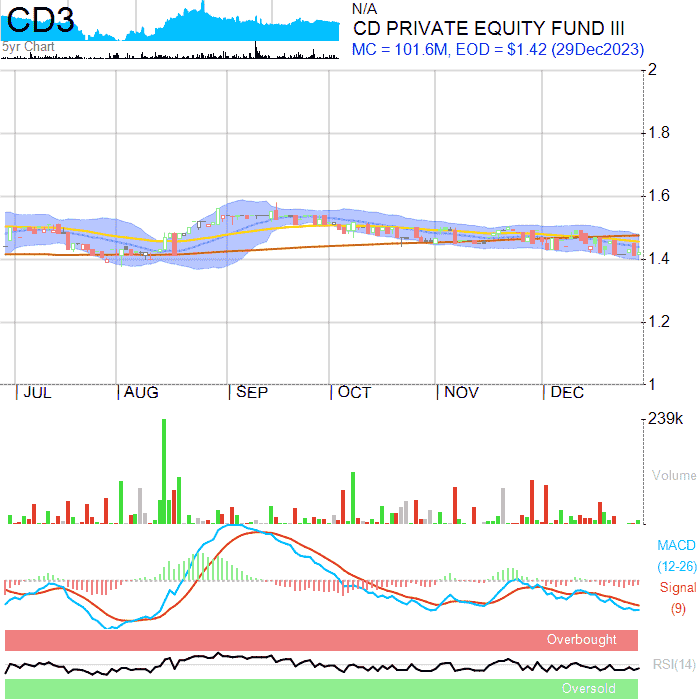 CD3
N/A
CD PRIVATE EQUITY FUND III
5yr Chart
MC = 101.6M, EOD = $1.42 (29Dec2023)
2
1.8
1.6
1.4
1.2
1
JUL AUG SEP OCT NOV DEC
239k
Volume
MACD
(12-26)
Signal
(9)
Overbought
RSI(14)
Oversold